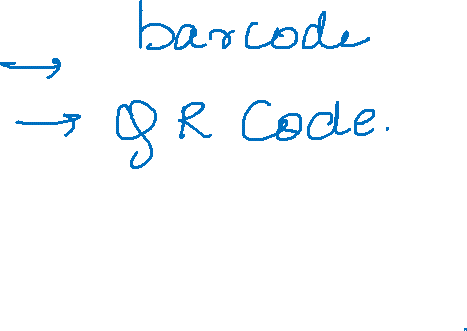 → barcode
→ QR Code.